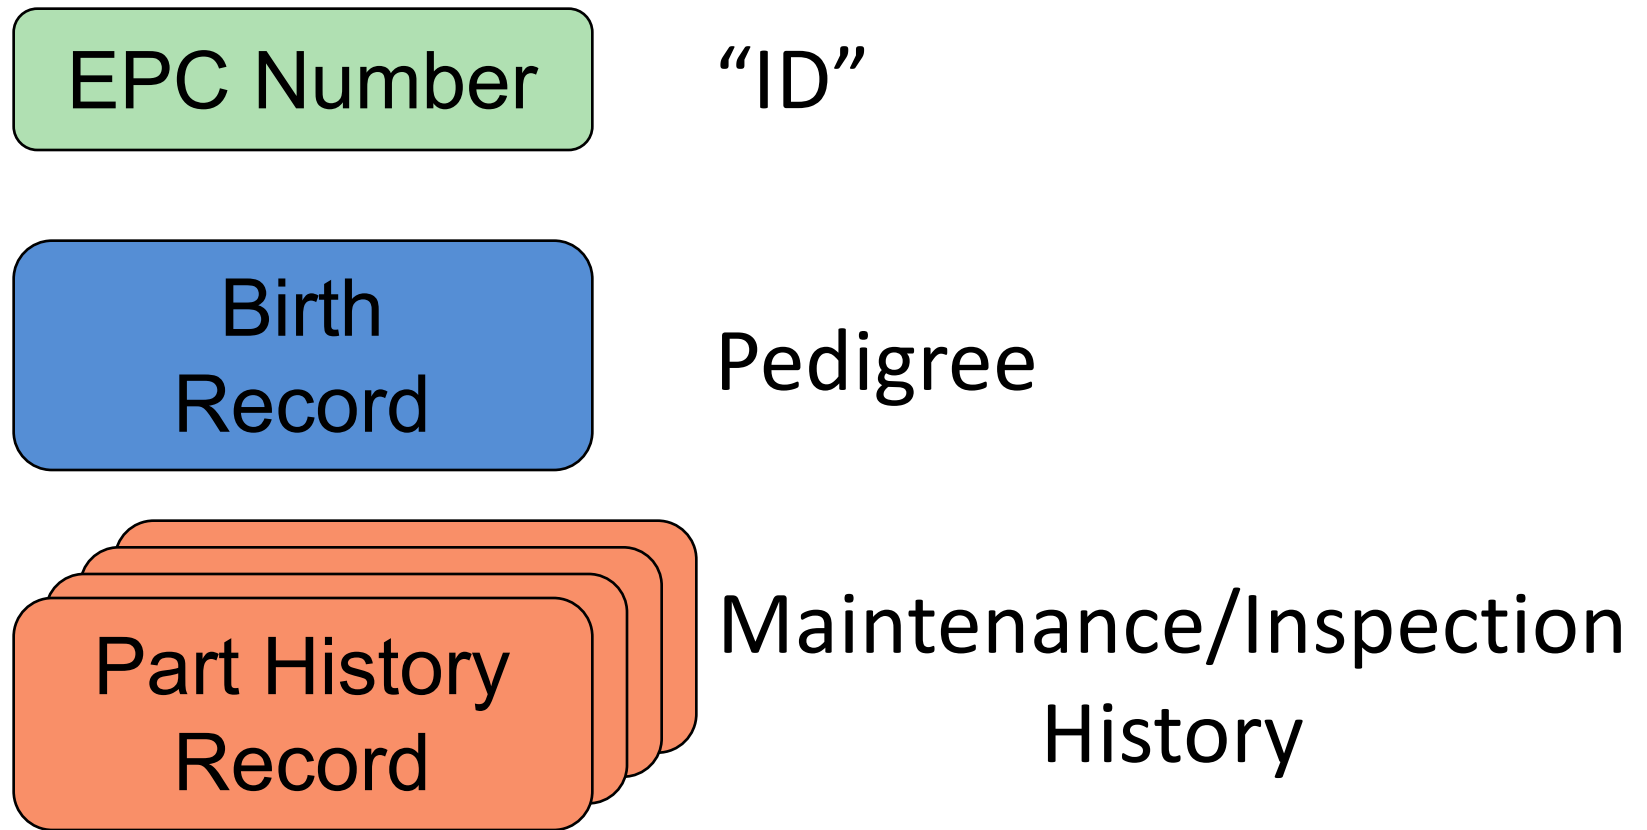 EPC Number
“ID”
Birth
Record
Pedigree
Part History
Record
Maintenance/Inspection
History